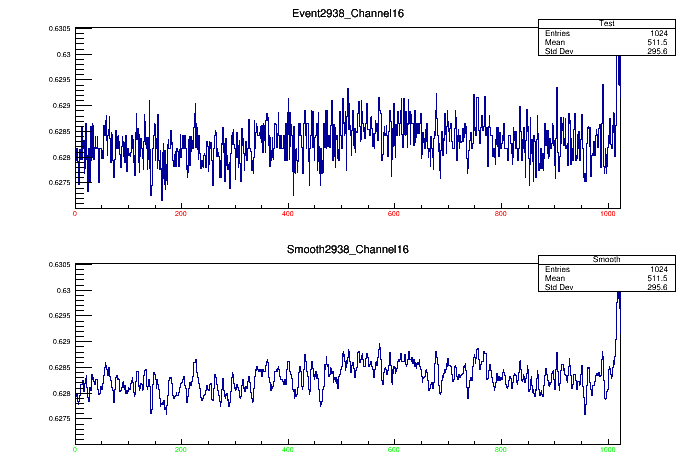 Event2938_Channel16
Test
Entries 1024
Mean 511.5
Std Dev 295.6
0.6305
0.63
0.6295
0.629
0.6285
0.628
0.6275
0 200 400 600 800 1000
Smooth2938_Channel16
Smooth
Entries 1024
Mean 511.5
Std Dev 295.6
0.6305
0.63
0.6295
0.629
0.6285
0.628
0.6275
0 200 400 600 800 1000